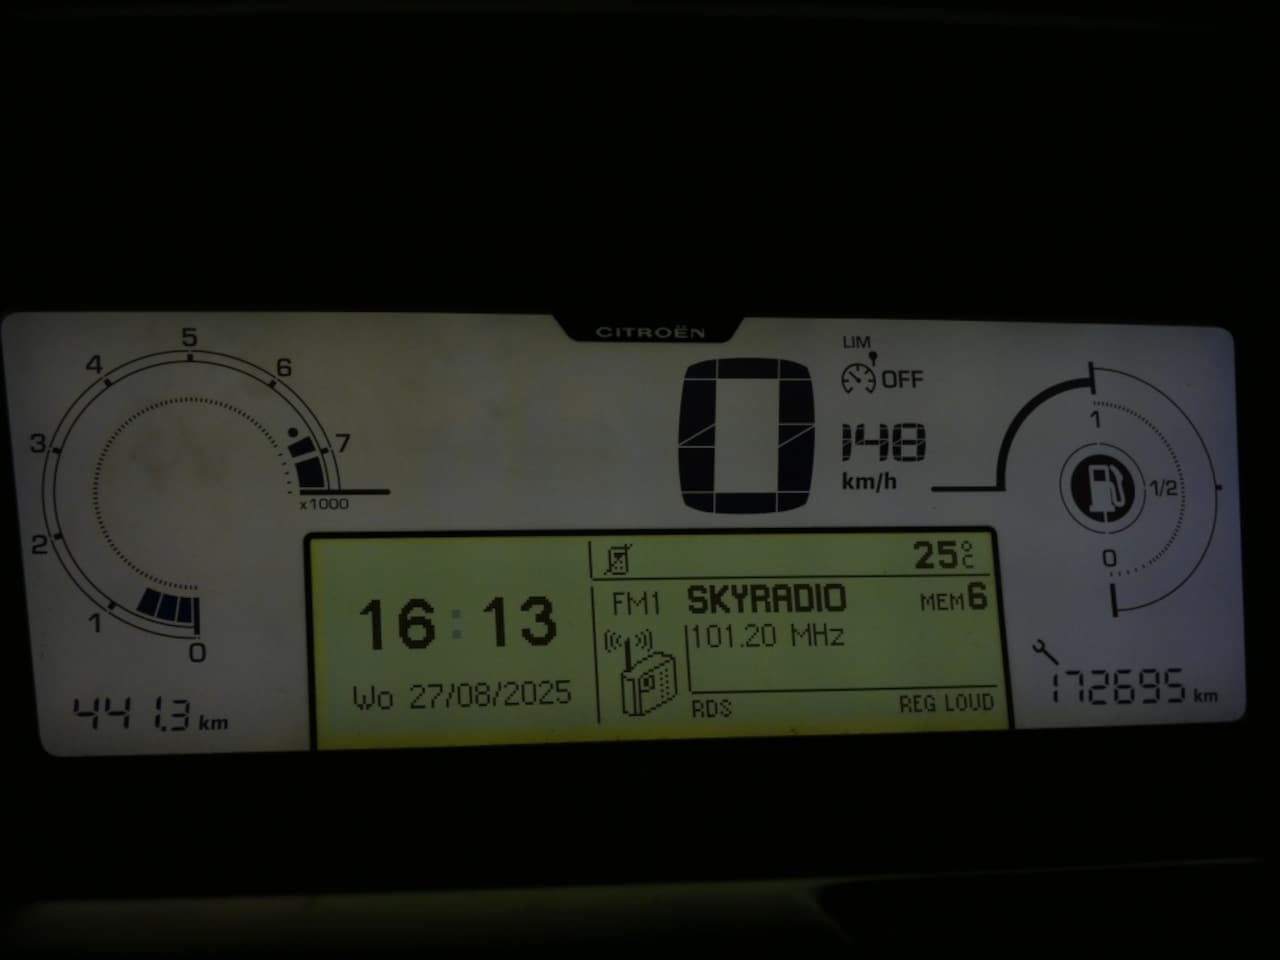 CITROËN
5
4
6
3
7
2
1
0
x1000
441.3 km
0
LIM
OFF
148
km/h
1
1/2
0
172695 km
16:13
Wo 27/08/2025
25°C
FM1 SKYRADIO MEM 6
101.20 MHz
RDS REG LOUD